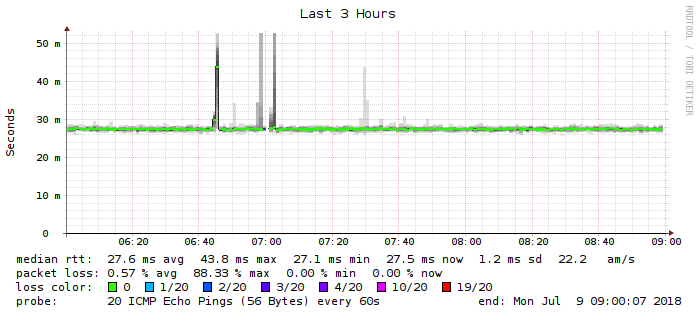 Last 3 Hours
RRDTOOL / TOBI OETIKER
Seconds
50 m
40 m
30 m
20 m
10 m
0
06:20 06:40 07:00 07:20 07:40 08:00 08:20 08:40 09:00
median rtt: 27.6 ms avg 43.8 ms max 27.1 ms min 27.5 ms now 1.2 ms sd 22.2 am/s
packet loss: 0.57 % avg 88.33 % max 0.00 % min 0.00 % now
loss color: 0 1/20 2/20 3/20 4/20 10/20 19/20
probe: 20 ICMP Echo Pings (56 Bytes) every 60s end: Mon Jul 9 09:00:07 2018